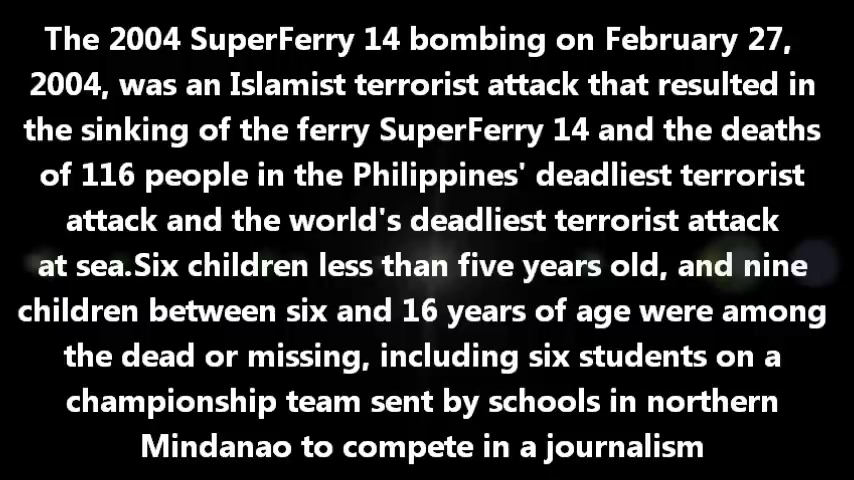 The 2004 SuperFerry 14 bombing on February 27,
2004, was an Islamist terrorist attack that resulted in
the sinking of the ferry SuperFerry 14 and the deaths
of 116 people in the Philippines' deadliest terrorist
attack and the world's deadliest terrorist attack
at sea.Six children less than five years old, and nine
children between six and 16 years of age were among
the dead or missing, including six students on a
championship team sent by schools in northern
Mindanao to compete in a journalism